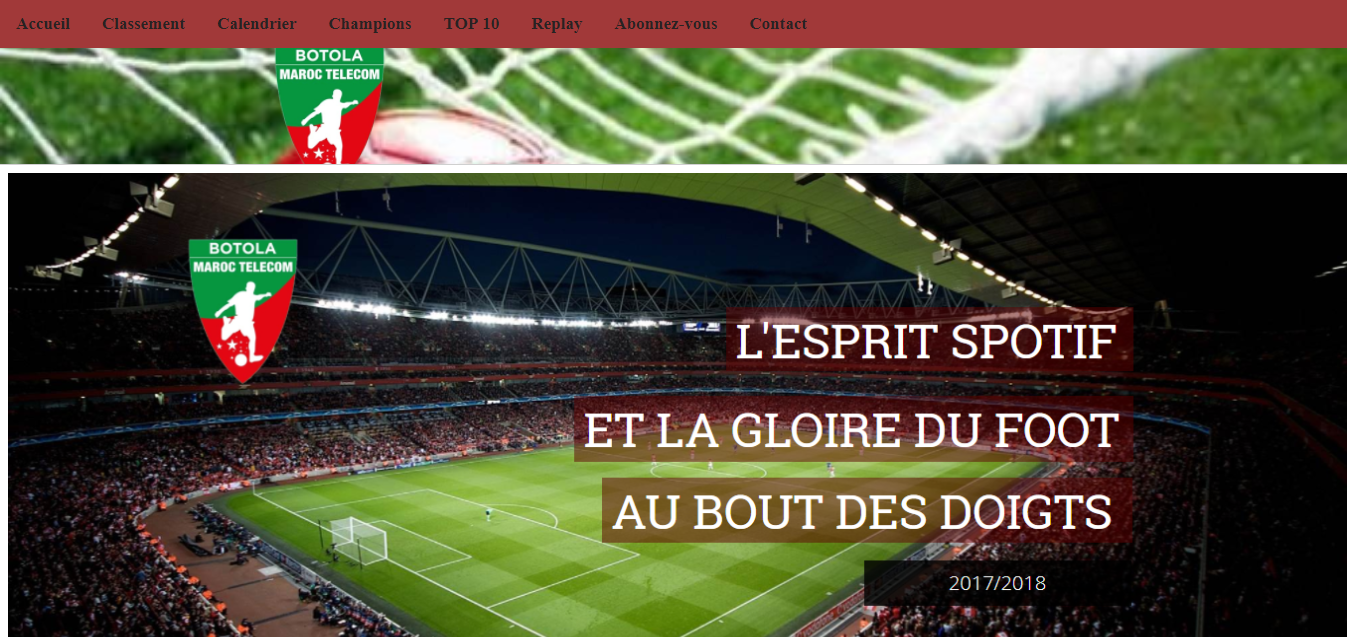 Accueil Classement Calendrier Champions TOP 10 Replay Abonnez-vous Contact
BOTOLA
MAROC TELECOM
BOTOLA
MAROC TELECOM
L'ESPRIT SPOTIF
ET LA GLOIRE DU FOOT
AU BOUT DES DOIGTS
2017/2018